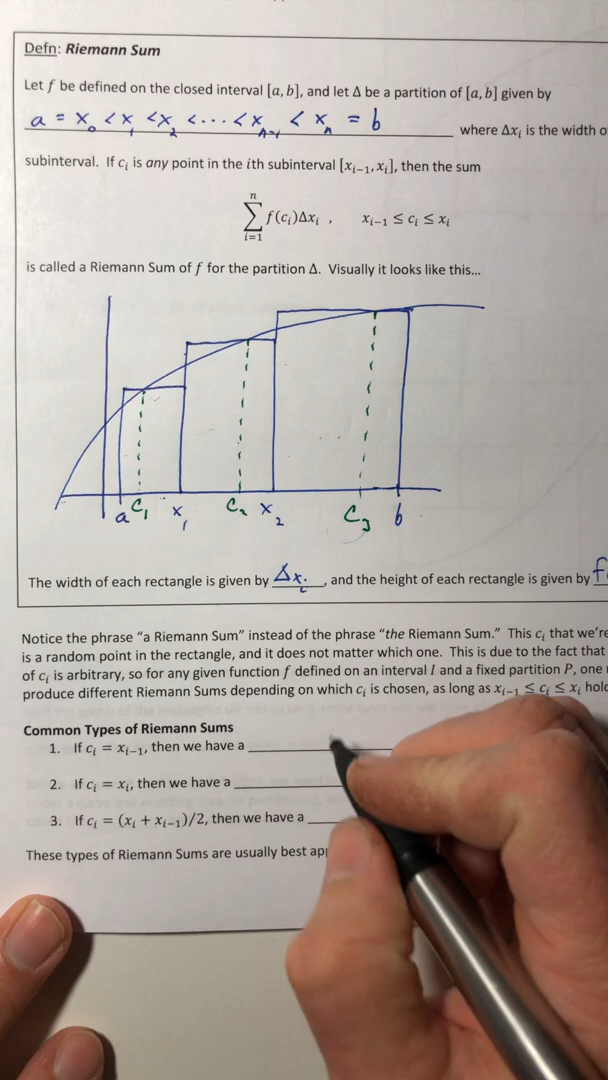 Defn: Riemann Sum
Let f be defined on the closed interval [a, b], and let Δ be a partition of [a, b] given by
a = x₀ < x₁ < x₂ < ... < xₙ₋₁ < xₙ = b where Δxᵢ is the width o
subinterval. If cᵢ is any point in the ith subinterval [xᵢ₋₁, xᵢ], then the sum
n
∑ f(cᵢ)Δxᵢ , xᵢ₋₁ ≤ cᵢ ≤ xᵢ
i=1
is called a Riemann Sum of f for the partition Δ. Visually it looks like this...
a c₁ x₁ c₂ x₂ c₃ b
The width of each rectangle is given by Δxᵢ, and the height of each rectangle is given by f
Notice the phrase "a Riemann Sum" instead of the phrase "the Riemann Sum." This cᵢ that we're
is a random point in the rectangle, and it does not matter which one. This is due to the fact that
of cᵢ is arbitrary, so for any given function f defined on an interval I and a fixed partition P, one
produce different Riemann Sums depending on which cᵢ is chosen, as long as xᵢ₋₁ ≤ cᵢ ≤ xᵢ hol
Common Types of Riemann Sums
1. If cᵢ = xᵢ₋₁, then we have a
2. If cᵢ = xᵢ, then we have a
3. If cᵢ = (xᵢ + xᵢ₋₁)/2, then we have a
These types of Riemann Sums are usually best ap